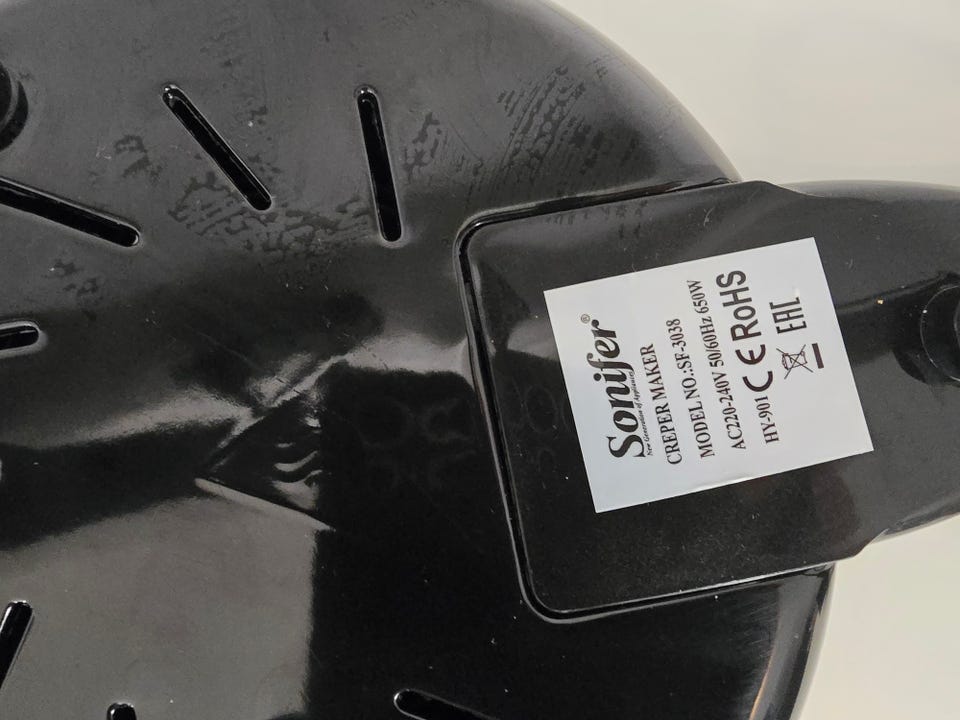 Sonifer®
New Generation of Appliances
CREPER MAKER
MODEL NO.:SF-3038
AC220-240V 50/60Hz 650W
HY-901 CE RoHS
EAC